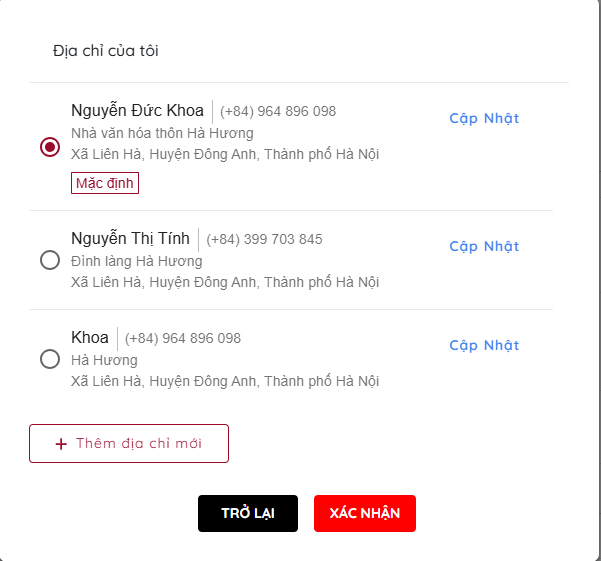 Địa chỉ của tôi
Nguyễn Đức Khoa (+84) 964 896 098 Cập Nhật
Nhà văn hóa thôn Hà Hương
Xã Liên Hà, Huyện Đông Anh, Thành phố Hà Nội
Mặc định
Nguyễn Thị Tính (+84) 399 703 845 Cập Nhật
Đình làng Hà Hương
Xã Liên Hà, Huyện Đông Anh, Thành phố Hà Nội
Khoa (+84) 964 896 098 Cập Nhật
Hà Hương
Xã Liên Hà, Huyện Đông Anh, Thành phố Hà Nội
+ Thêm địa chỉ mới
TRỞ LẠI XÁC NHẬN